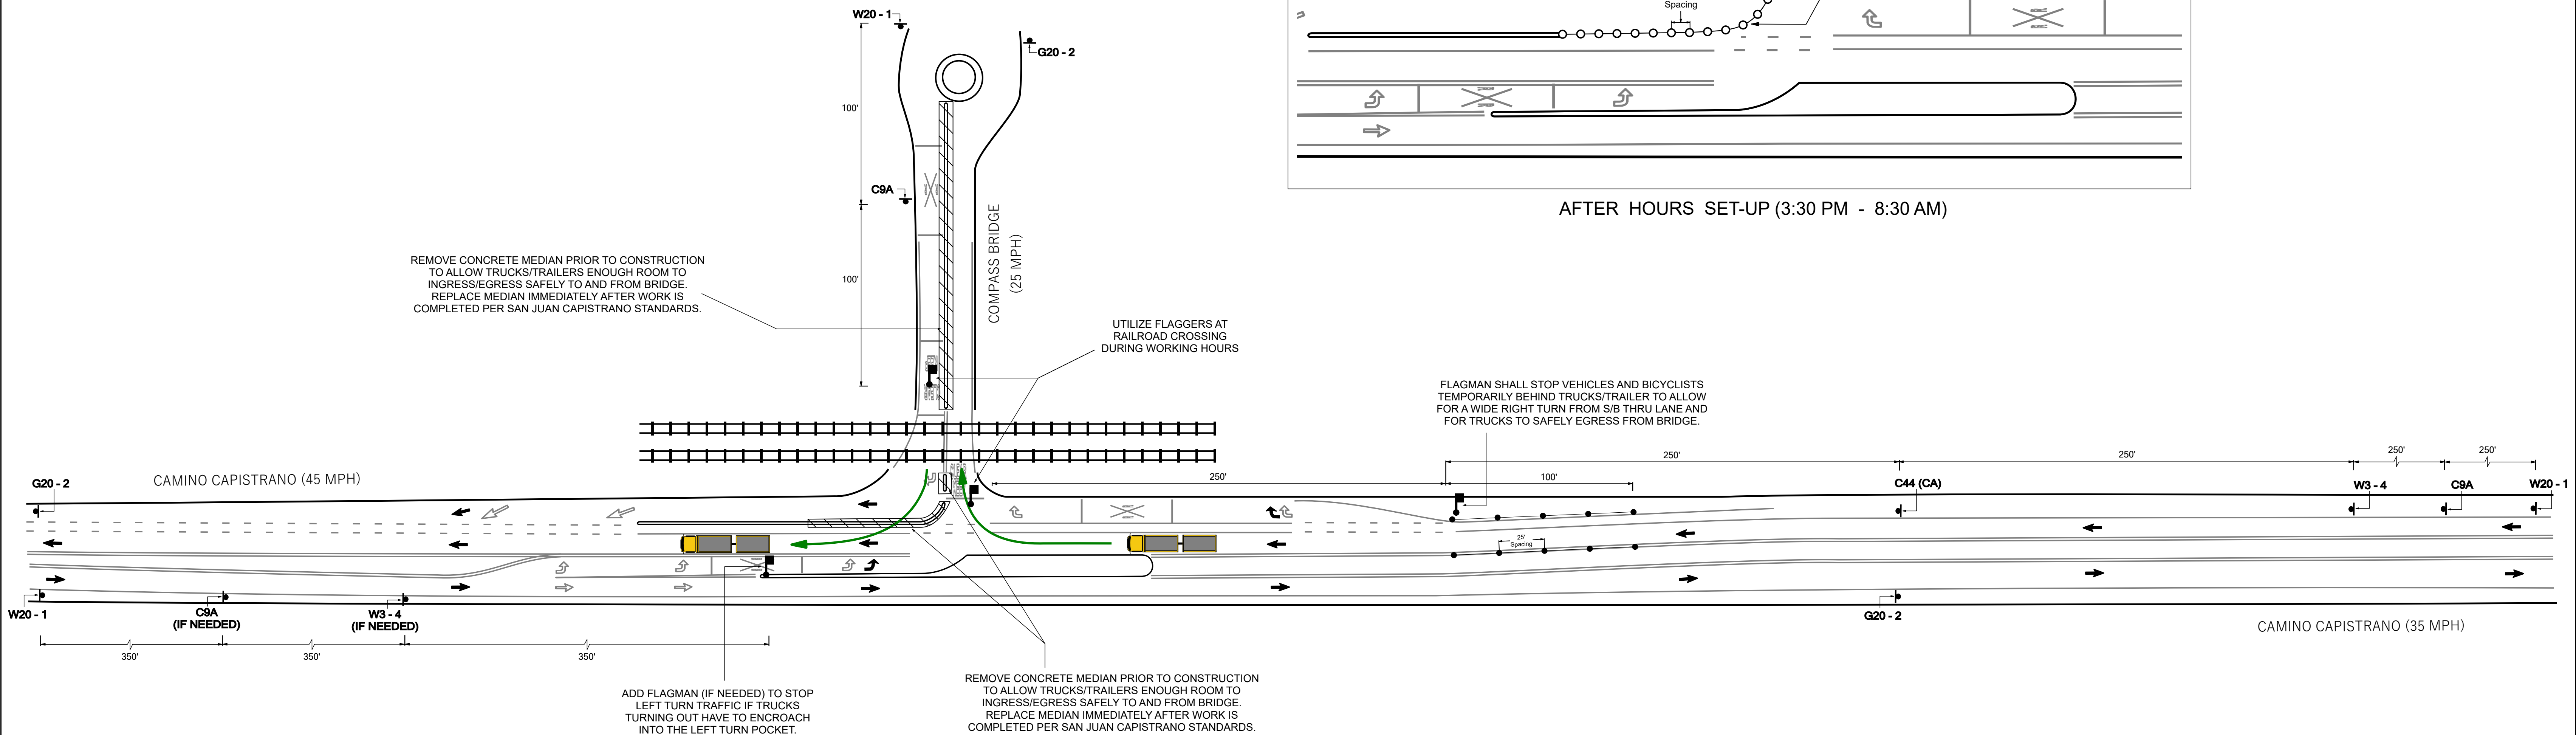 W20 - 1
G20 - 2
100'
C9A
100'
COMPASS BRIDGE
(25 MPH)
Spacing
AFTER HOURS SET-UP (3:30 PM - 8:30 AM)
REMOVE CONCRETE MEDIAN PRIOR TO CONSTRUCTION
TO ALLOW TRUCKS/TRAILERS ENOUGH ROOM TO
INGRESS/EGRESS SAFELY TO AND FROM BRIDGE.
REPLACE MEDIAN IMMEDIATELY AFTER WORK IS
COMPLETED PER SAN JUAN CAPISTRANO STANDARDS.
UTILIZE FLAGGERS AT
RAILROAD CROSSING
DURING WORKING HOURS
FLAGMAN SHALL STOP VEHICLES AND BICYCLISTS
TEMPORARILY BEHIND TRUCKS/TRAILER TO ALLOW
FOR A WIDE RIGHT TURN FROM S/B THRU LANE AND
FOR TRUCKS TO SAFELY EGRESS FROM BRIDGE.
250'
250'
250'
250'
250'
100'
G20 - 2
CAMINO CAPISTRANO (45 MPH)
C44 (CA)
W3 - 4
C9A
W20 - 1
25'
Spacing
W20 - 1
C9A
(IF NEEDED)
W3 - 4
(IF NEEDED)
G20 - 2
CAMINO CAPISTRANO (35 MPH)
350'
350'
350'
ADD FLAGMAN (IF NEEDED) TO STOP
LEFT TURN TRAFFIC IF TRUCKS
TURNING OUT HAVE TO ENCROACH
INTO THE LEFT TURN POCKET.
REMOVE CONCRETE MEDIAN PRIOR TO CONSTRUCTION
TO ALLOW TRUCKS/TRAILERS ENOUGH ROOM TO
INGRESS/EGRESS SAFELY TO AND FROM BRIDGE.
REPLACE MEDIAN IMMEDIATELY AFTER WORK IS
COMPLETED PER SAN JUAN CAPISTRANO STANDARDS.